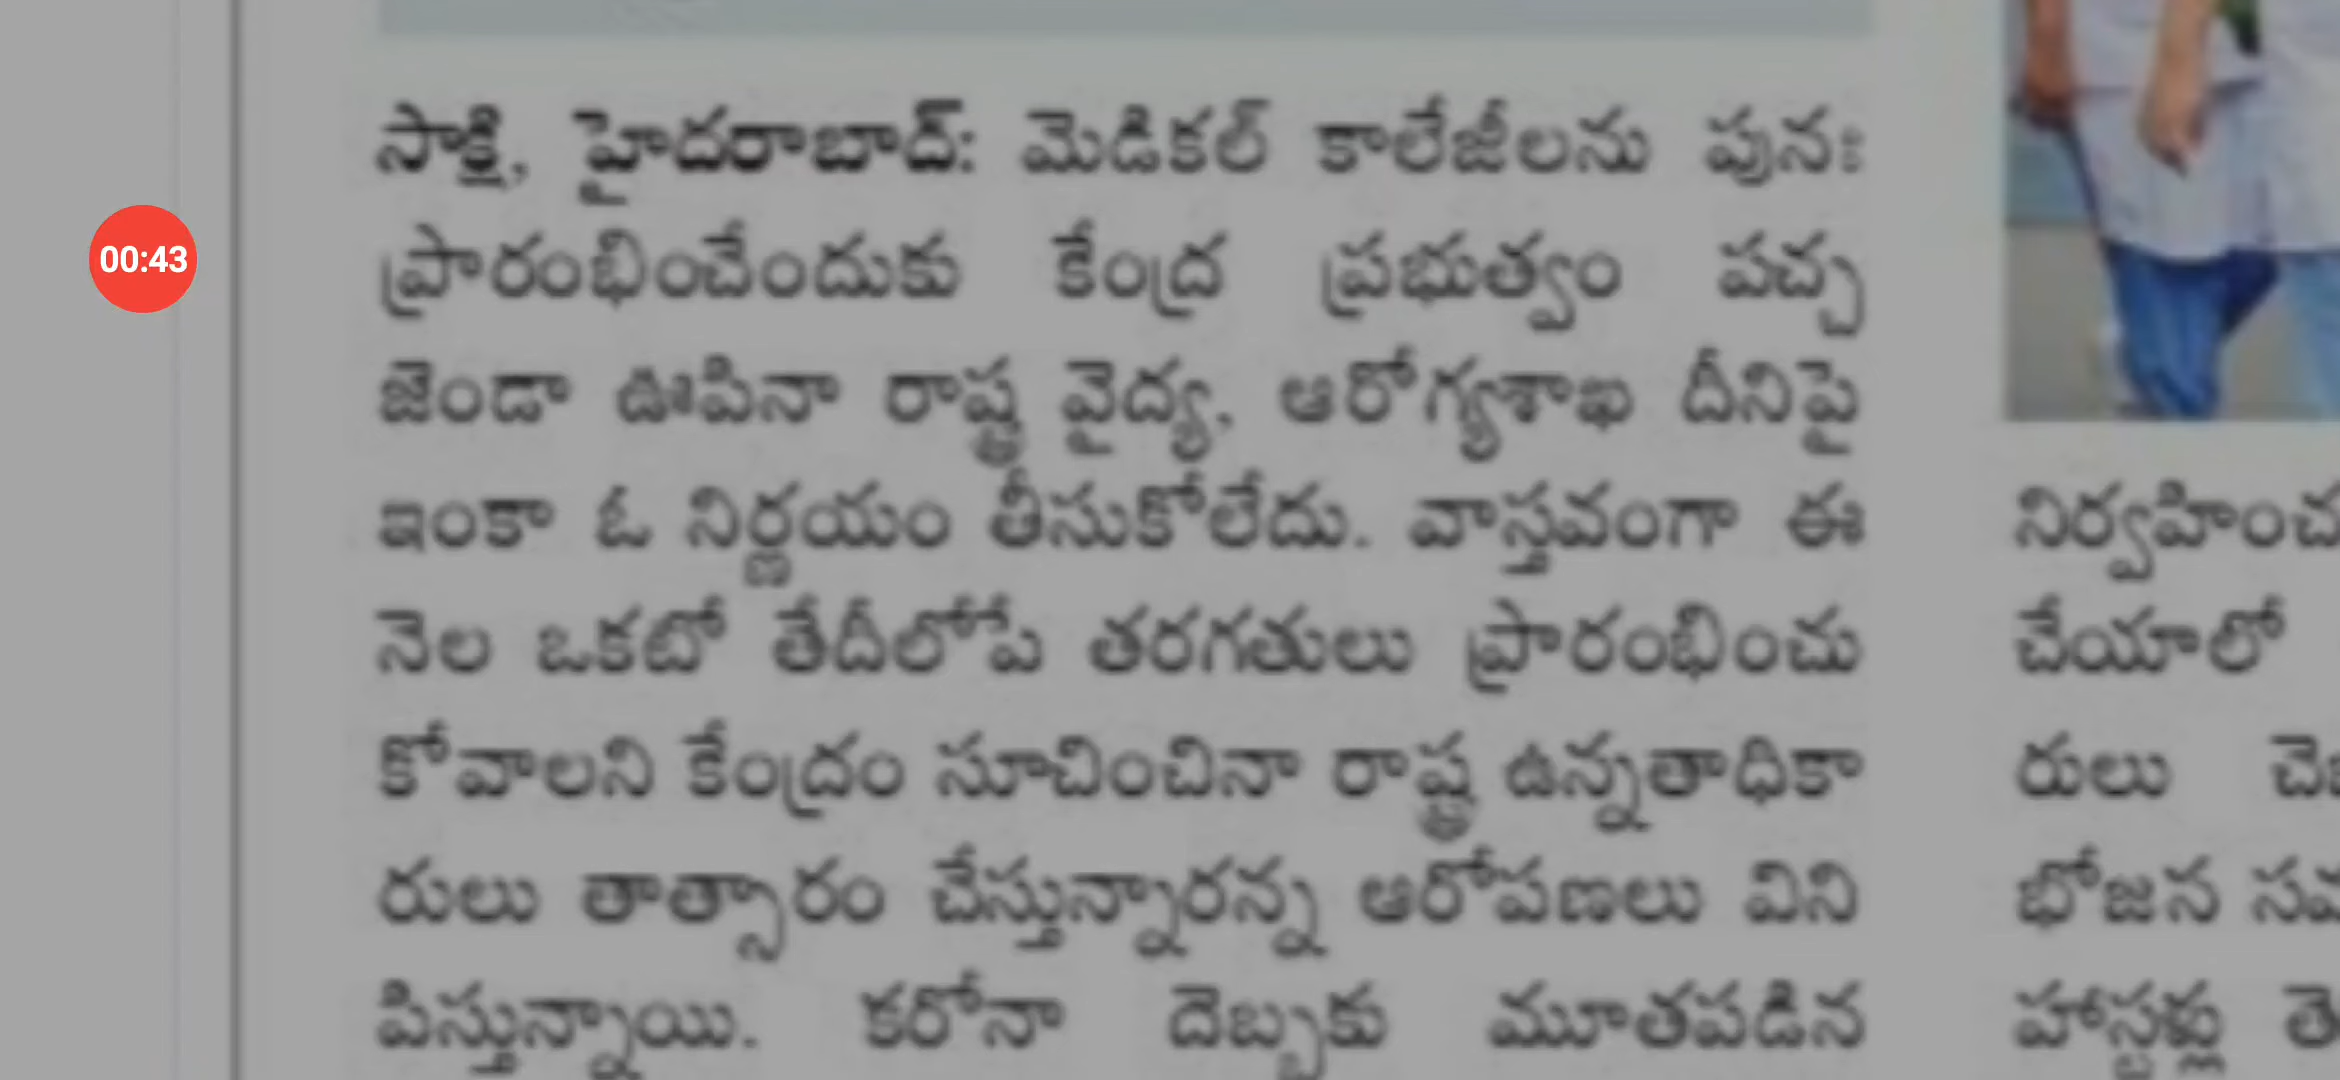 00:43
సాక్షి, హైదరాబాద్: మెడికల్ కాలేజీలను పునః
ప్రారంభించేందుకు కేంద్ర ప్రభుత్వం పచ్చ
జెండా ఊపినా రాష్ట్ర వైద్య, ఆరోగ్యశాఖ దీనిపై
ఇంకా ఓ నిర్ణయం తీసుకోలేదు. వాస్తవంగా ఈ
నెల ఒకటో తేదీలోపే తరగతులు ప్రారంభించు
కోవాలని కేంద్రం సూచించినా రాష్ట్ర ఉన్నతాధికా
రులు తాత్సారం చేస్తున్నారన్న ఆరోపణలు విని
పిస్తున్నాయి. కరోనా దెబ్బకు మూతపడిన
నిర్వహించ
చేయాలో
రులు
భోజన
హాస్టళ్లు